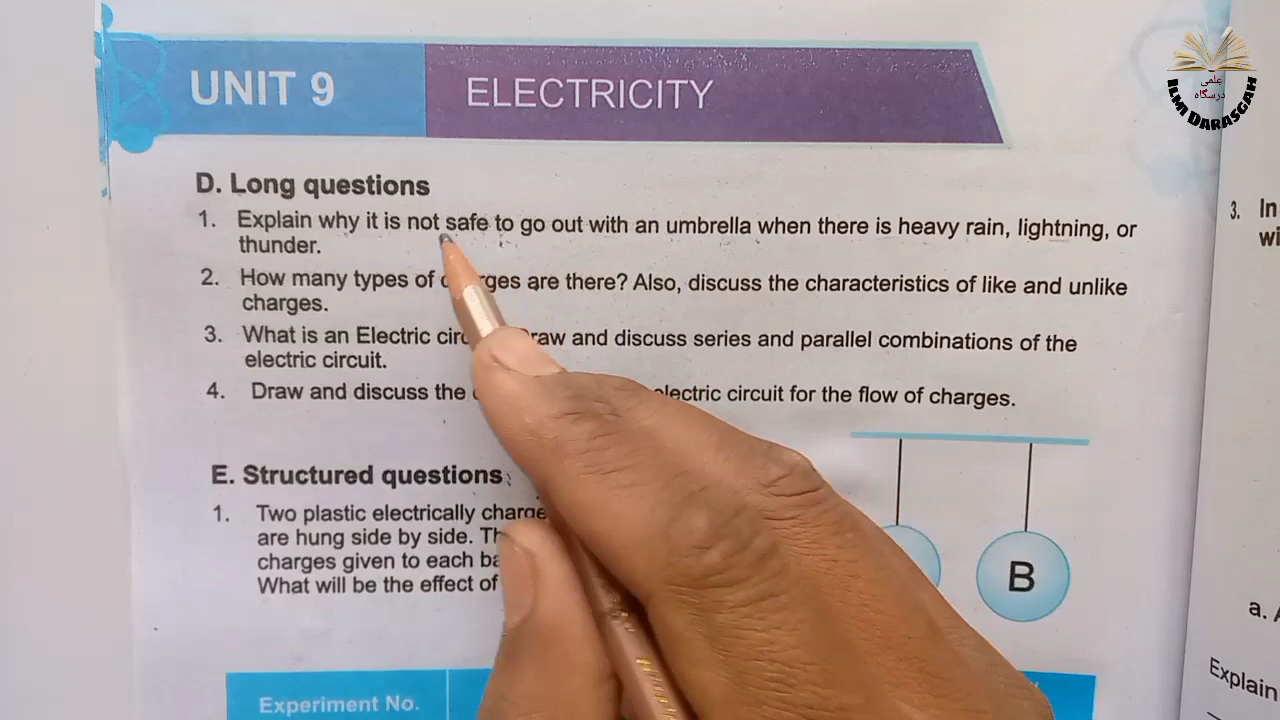 علمی
درسگاه
ILMI DARASGAH
UNIT 9
ELECTRICITY
D. Long questions
1. Explain why it is not safe to go out with an umbrella when there is heavy rain, lightning, or
thunder.
2. How many types of charges are there? Also, discuss the characteristics of like and unlike
charges.
3. What is an Electric raw and discuss series and parallel combinations of the
electric circuit.
4. Draw and discuss the electric circuit for the flow of charges.
E. Structured questions
1. Two plastic electrically
are hung side by side.
charges given to each
What will be the effect of
B
Experiment No.
3. In
a.
Explain